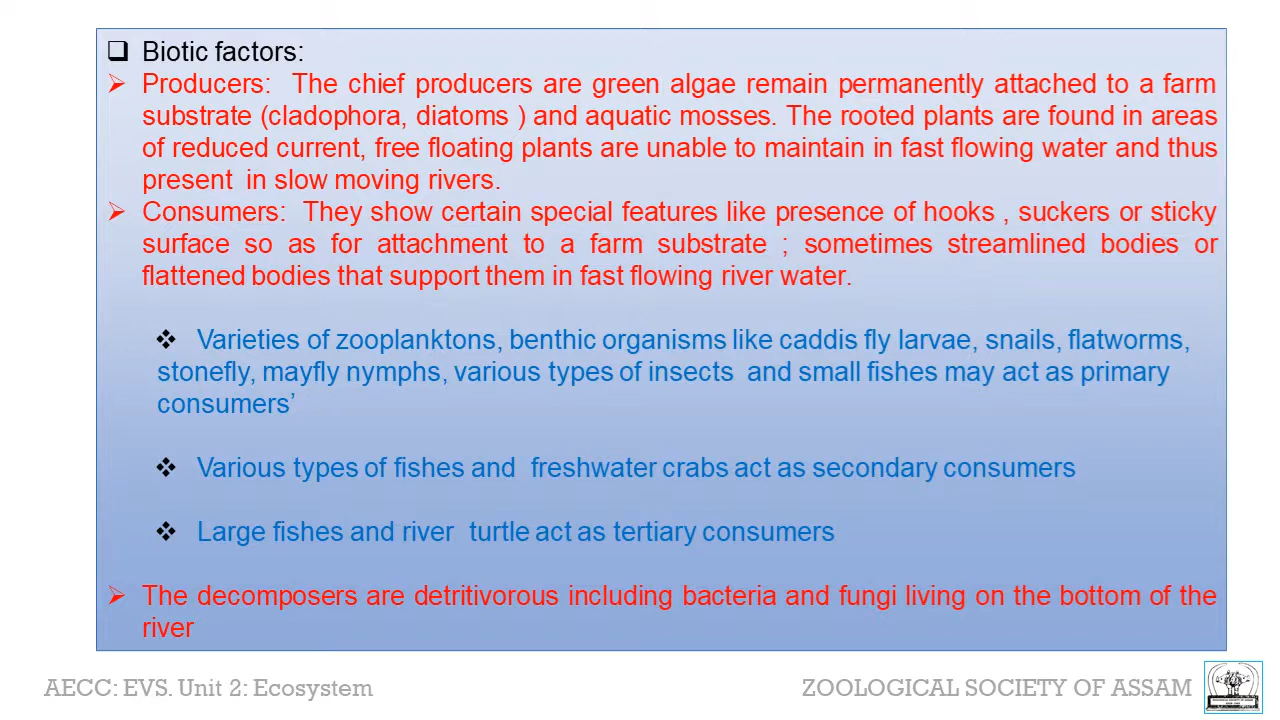 Biotic factors:
Producers: The chief producers are green algae remain permanently attached to a farm
substrate (cladophora, diatoms ) and aquatic mosses. The rooted plants are found in areas
of reduced current, free floating plants are unable to maintain in fast flowing water and thus
present in slow moving rivers.
Consumers: They show certain special features like presence of hooks , suckers or sticky
surface so as for attachment to a farm substrate ; sometimes streamlined bodies or
flattened bodies that support them in fast flowing river water.
Varieties of zooplanktons, benthic organisms like caddis fly larvae, snails, flatworms,
stonefly, mayfly nymphs, various types of insects and small fishes may act as primary
consumers’
Various types of fishes and freshwater crabs act as secondary consumers
Large fishes and river turtle act as tertiary consumers
The decomposers are detritivorous including bacteria and fungi living on the bottom of the
river
AECC: EVS. Unit 2: Ecosystem
ZOOLOGICAL SOCIETY OF ASSAM